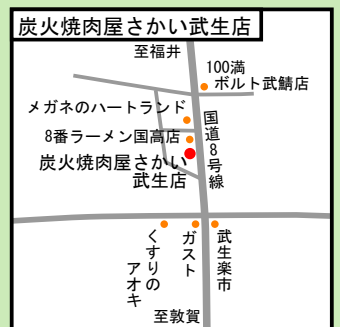 炭火焼肉屋さかい武生店
至福井
100満
ボルト武鯖店
メガネのハートランド
8番ラーメン国高店
炭火焼肉屋さかい
武生店
国道8号線
くすりの
アオキ
ガスト
武生楽市
至敦賀